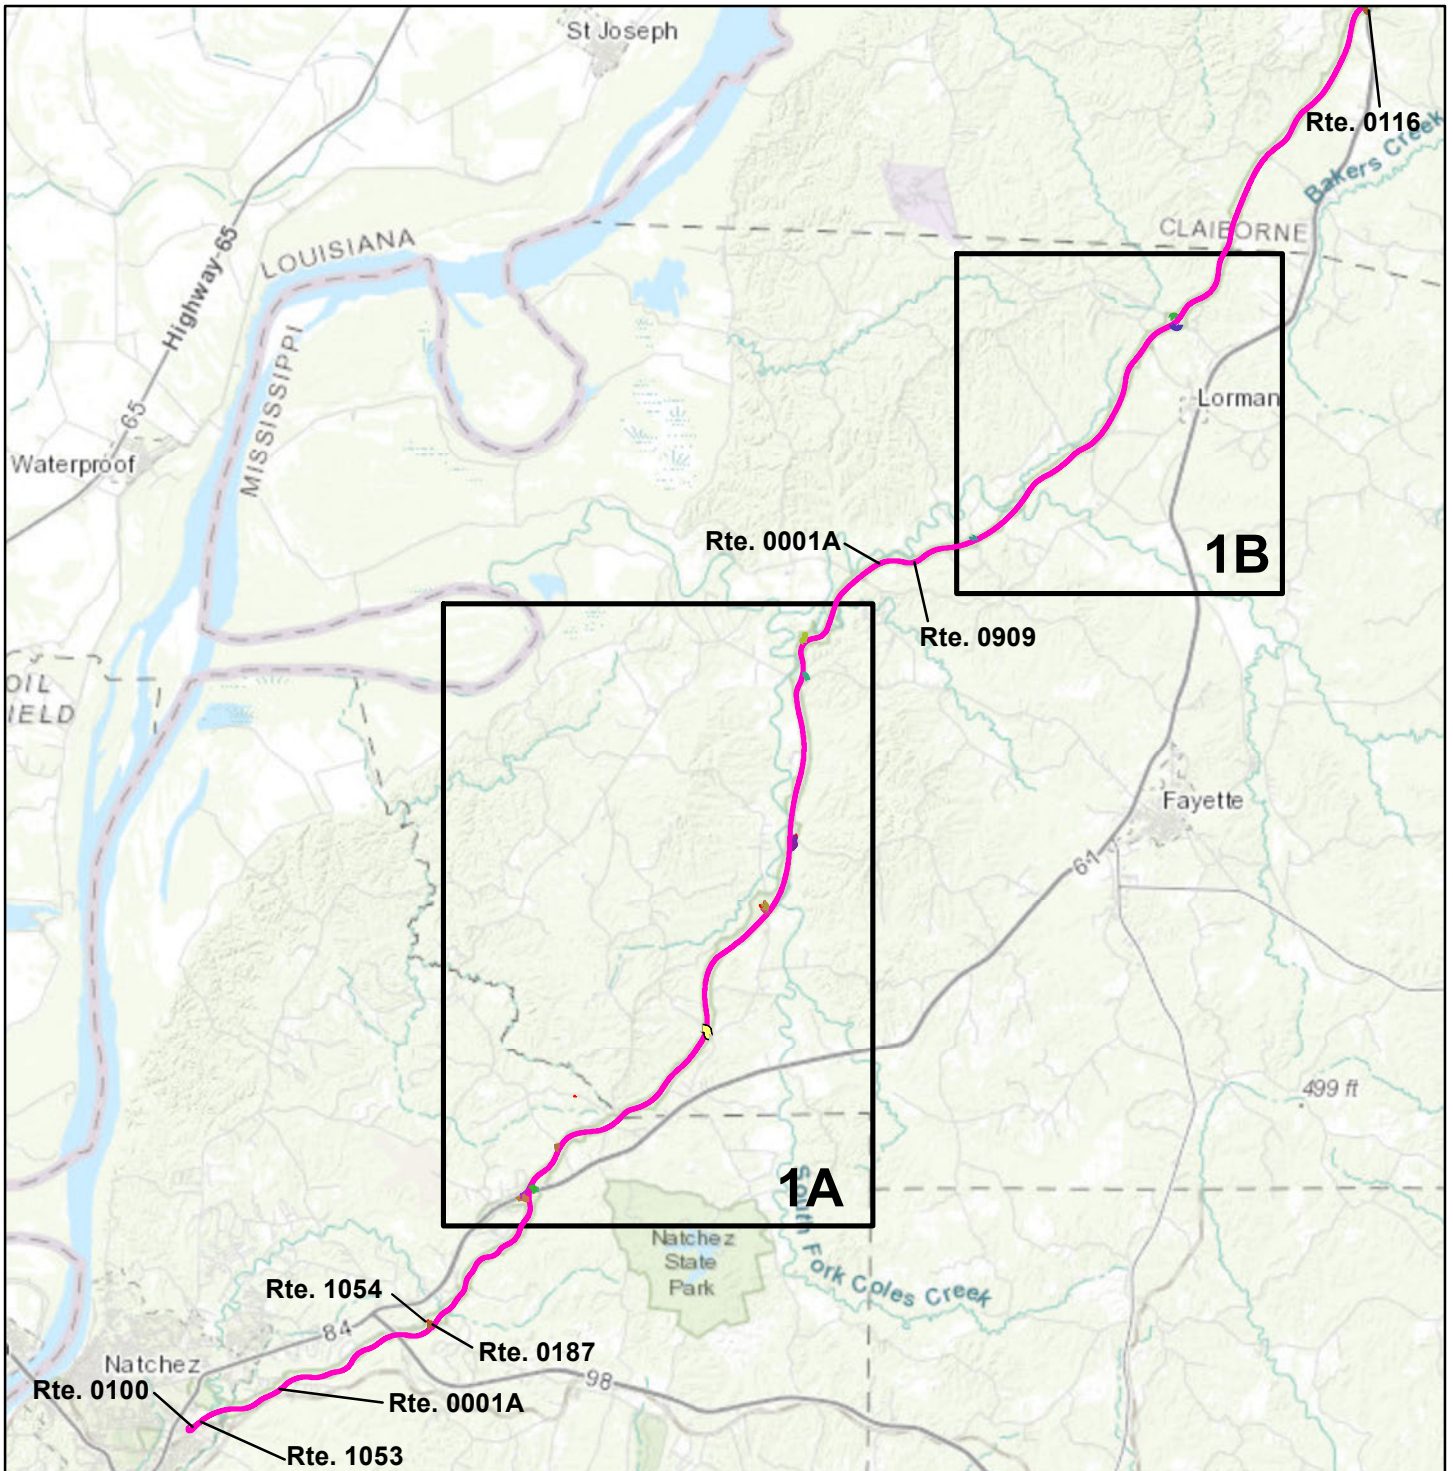 St Joseph
Rte. 0116
Bakers Creek
CLAIBORNE
LOUISIANA
Highway 65
MISSISSIPPI
65
Waterproof
Lorman
Rte. 0001A
1B
Rte. 0909
OIL
IELD
Fayette
61
499 ft
1A
South Fork Coles Creek
Natchez
State
Park
Rte. 1054
84
Rte. 0187
Natchez
98
Rte. 0100
Rte. 0001A
Rte. 1053